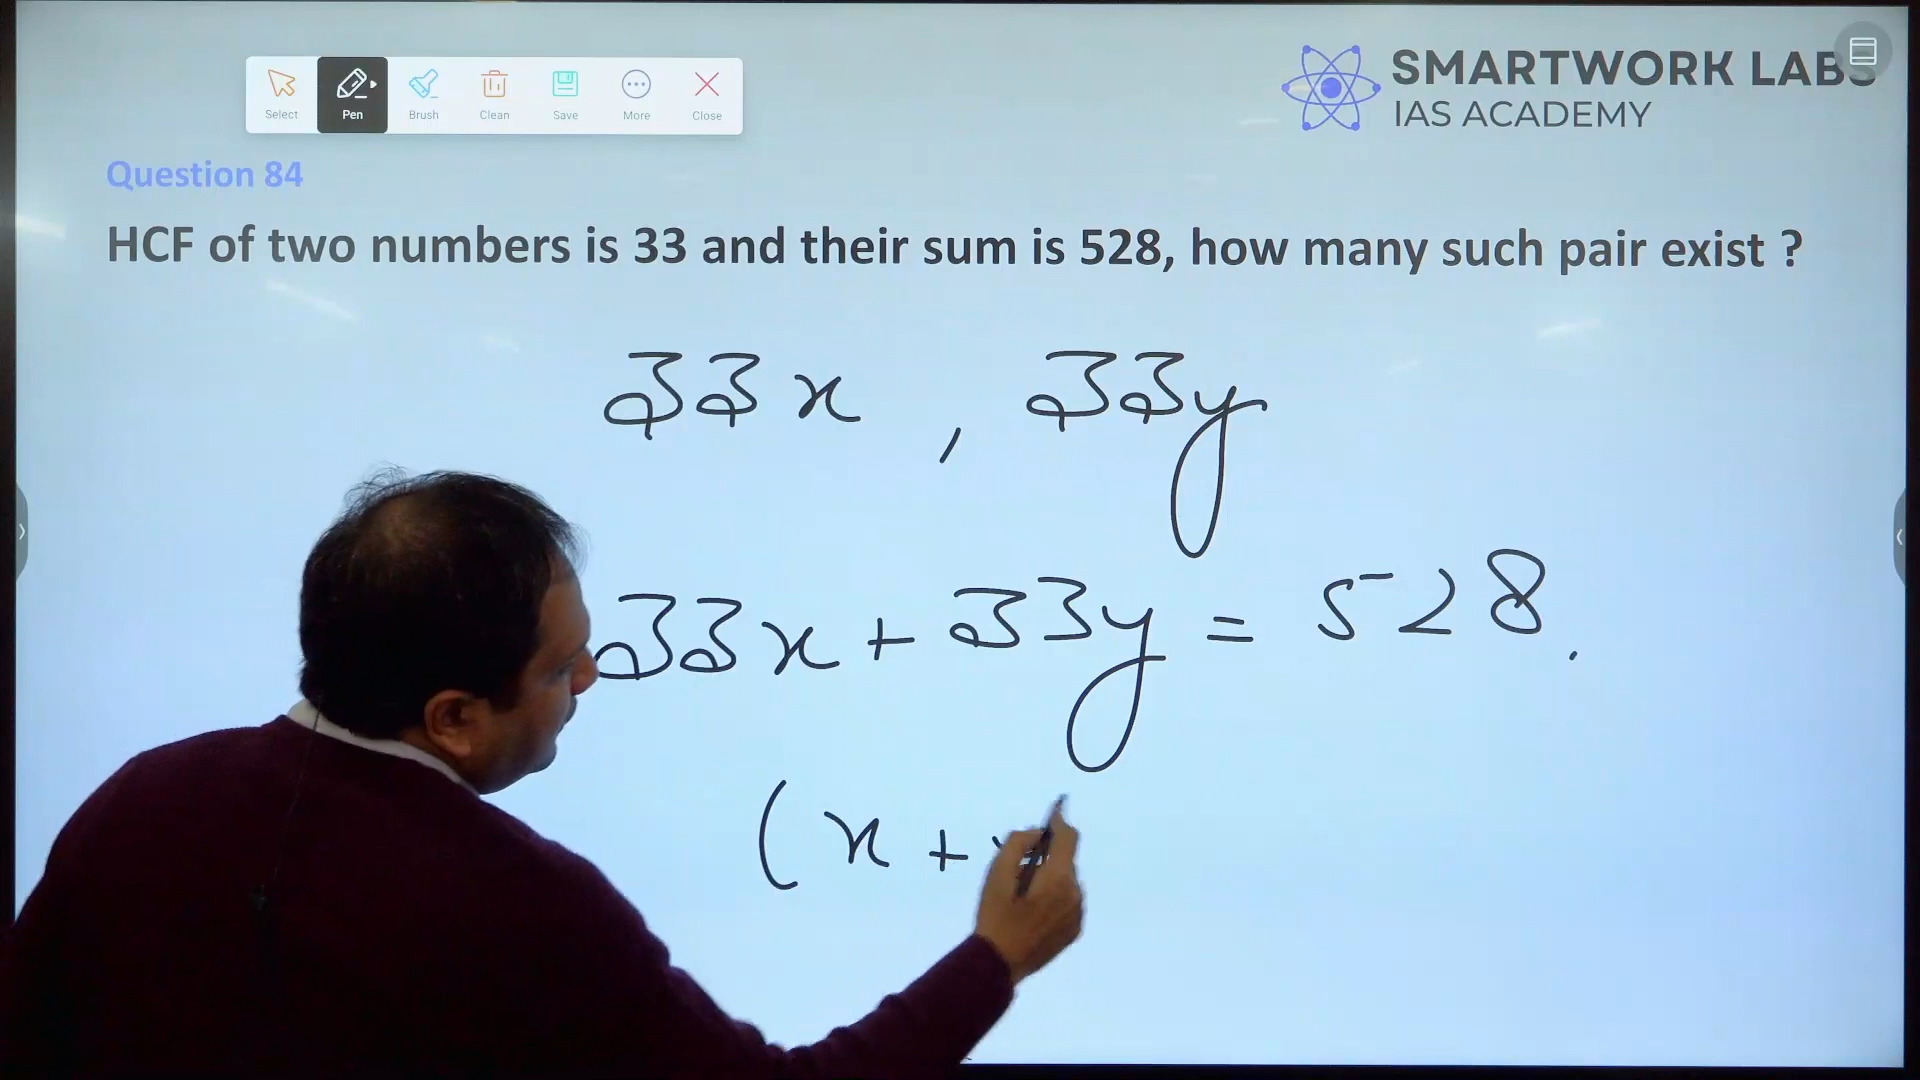 SMARTWORK LABS
IAS ACADEMY
Select Pen Brush Clean Save More Close
Question 84
HCF of two numbers is 33 and their sum is 528, how many such pair exist ?
33x , 33y
33x + 33y = 528.
(x +